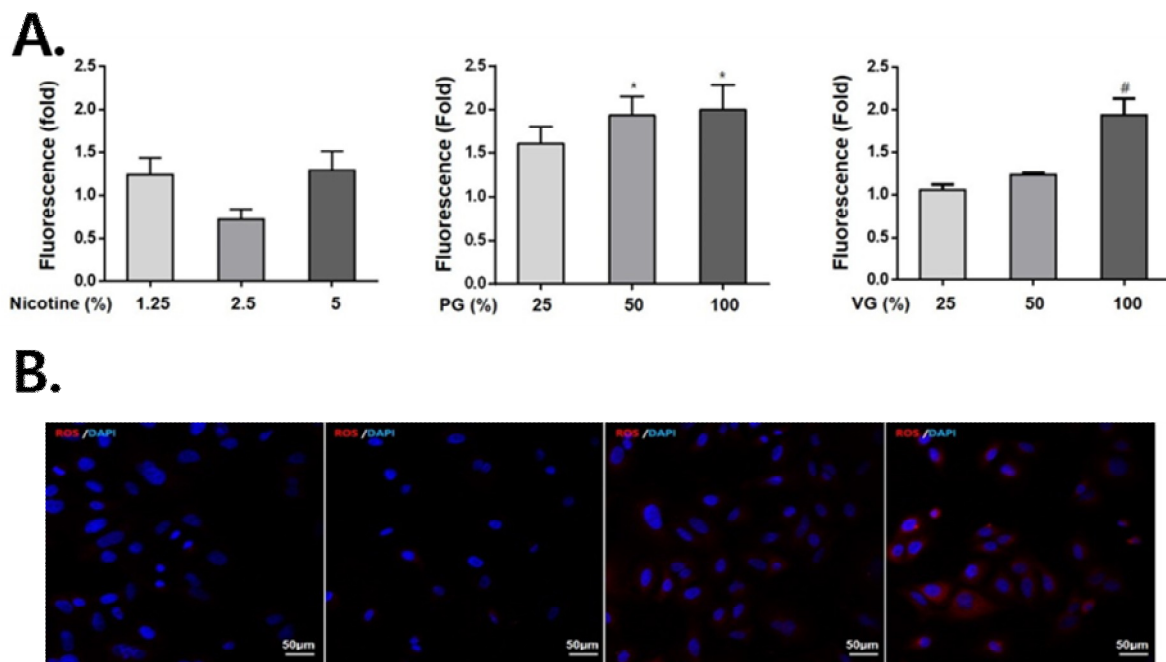 A.
Fluorescence (fold)
2.5
2.0
1.5
1.0
0.5
0.0
Nicotine (%) 1.25 2.5 5
Fluorescence (Fold)
2.5
2.0
1.5
1.0
0.5
0.0
* *
PG (%) 25 50 100
Fluorescence (Fold)
2.5
2.0
1.5
1.0
0.5
0.0
#
VG (%) 25 50 100
B.
ROS /DAPI
50µm
ROS /DAPI
50µm
ROS /DAPI
50µm
ROS /DAPI
50µm